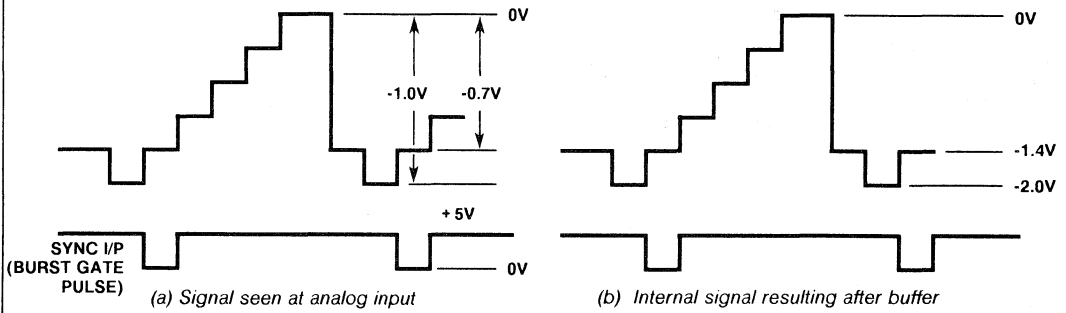 0V
-1.0V
-0.7V
+5V
SYNC I/P
(BURST GATE
PULSE)
0V
(a) Signal seen at analog input
0V
-1.4V
-2.0V
(b) Internal signal resulting after buffer